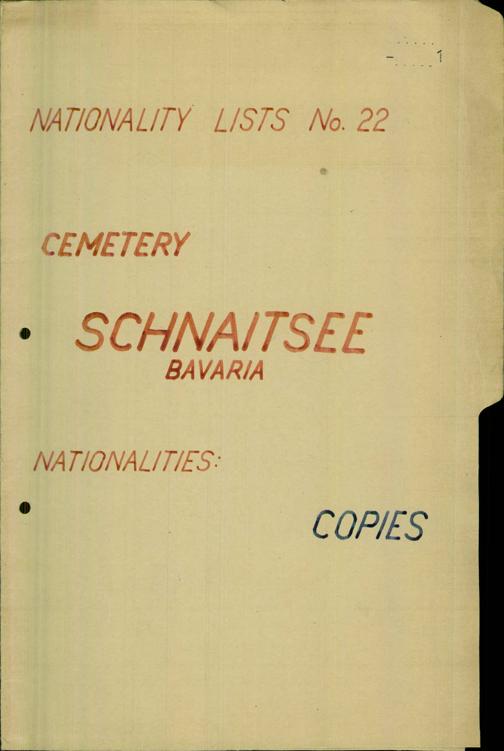 1
NATIONALITY LISTS No. 22
CEMETERY
SCHNAITSEE
BAVARIA
NATIONALITIES:
COPIES